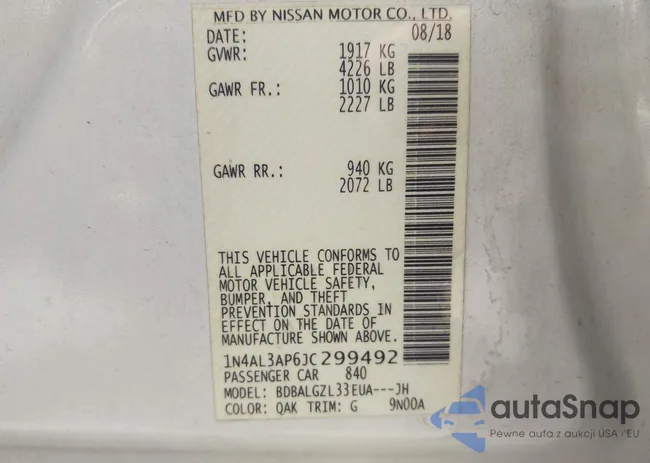 MFD BY NISSAN MOTOR CO., LTD.
DATE: 08/18
GVWR: 1917 KG
4226 LB
GAWR FR.: 1010 KG
2227 LB
GAWR RR.: 940 KG
2072 LB
THIS VEHICLE CONFORMS TO
ALL APPLICABLE FEDERAL
MOTOR VEHICLE SAFETY,
BUMPER, AND THEFT
PREVENTION STANDARDS IN
EFFECT ON THE DATE OF
MANUFACTURE SHOWN ABOVE.
1N4AL3AP6JC299492
PASSENGER CAR 840
MODEL: BDBALGZL33EUA---JH
COLOR: QAK TRIM: G 9N00A
autoSnap
Pewne auta z aukcji USA i EU